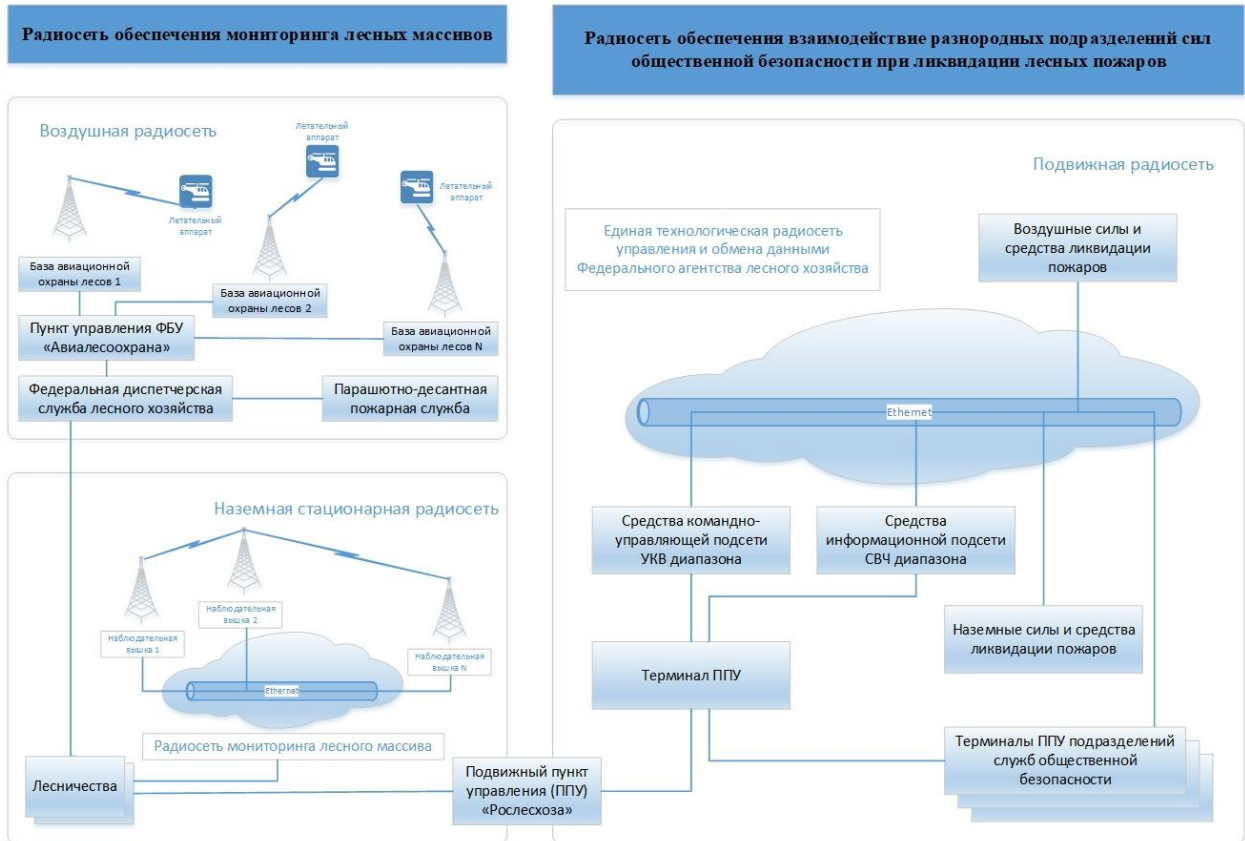 Радиосеть обеспечения мониторинга лесных массивов
Воздушная радиосеть
Летательный
аппарат
Летательный
аппарат
Летательный
аппарат
База авиационной
охраны лесов 1
База авиационной
охраны лесов 2
База авиационной
охраны лесов N
Пункт управления ФБУ
«Авиалесоохрана»
Федеральная диспетчерская
служба лесного хозяйства
Парашютно-десантная
пожарная служба
Наземная стационарная радиосеть
Наблюдательная
вышка 1
Наблюдательная
вышка 2
Наблюдательная
вышка N
Ethernet
Радиосеть мониторинга лесного массива
Лесничества
Подвижный пункт
управления (ППУ)
«Рослесхоза»
Радиосеть обеспечения взаимодействие разнородных подразделений сил
общественной безопасности при ликвидации лесных пожаров
Подвижная радиосеть
Единая технологическая радиосеть
управления и обмена данными
Федерального агентства лесного хозяйства
Воздушные силы и
средства ликвидации
пожаров
Ethernet
Средства командно-
управляющей подсети
УКВ диапазона
Средства
информационной подсети
СВЧ диапазона
Наземные силы и средства
ликвидации пожаров
Терминал ППУ
Терминалы ППУ подразделений
служб общественной
безопасности